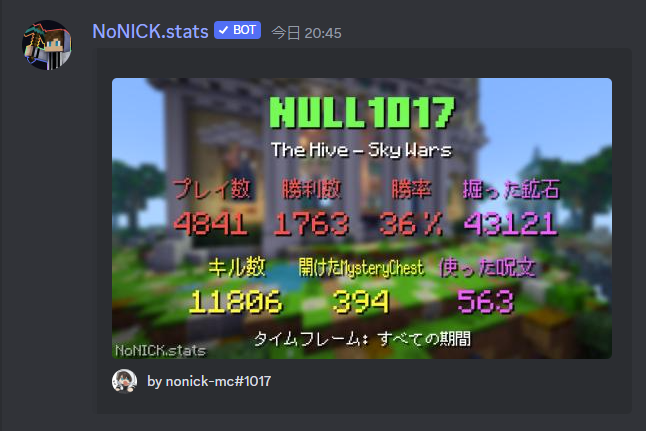 NoNICK.stats ✓ BOT 今日 20:45
NULL1017
The Hive – Sky Wars
プレイ数 勝利数 勝率 掘った鉱石
4841 1763 36% 43121
キル数 開けたMysteryChest 使った呪文
11806 394 563
タイムフレーム: すべての期間
NoNICK.stats
by nonick-mc#1017